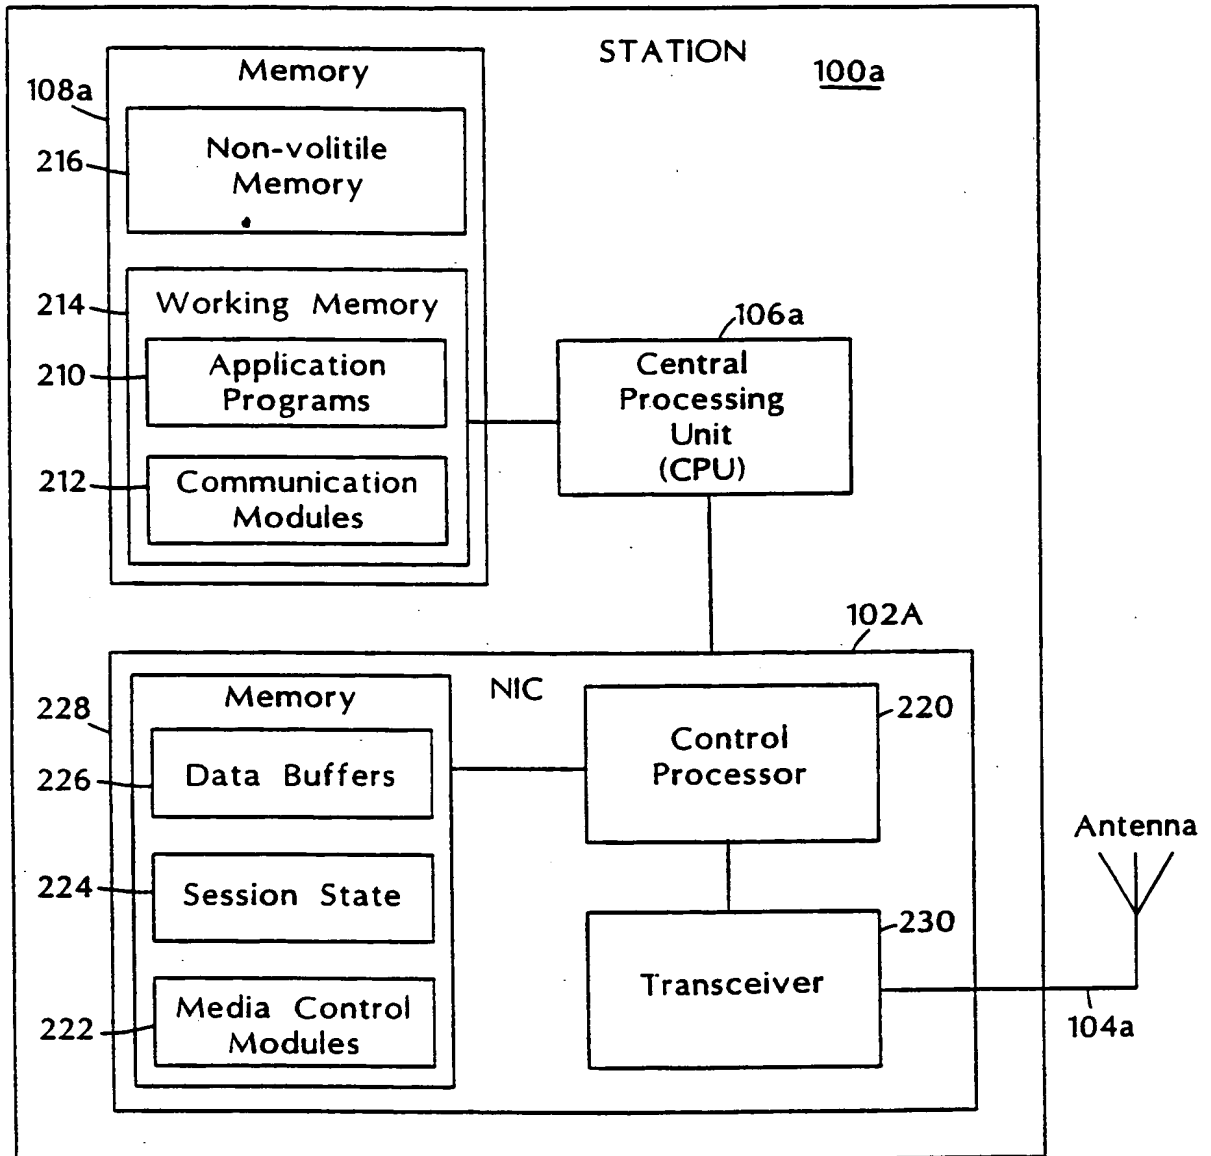 STATION
100a
Memory
108a
Non-volitile
Memory
216
Working Memory
214
Application
Programs
210
Communication
Modules
212
106a
Central
Processing
Unit
(CPU)
102A
NIC
Memory
228
Data Buffers
226
Session State
224
Media Control
Modules
222
Control
Processor
220
Transceiver
230
Antenna
104a